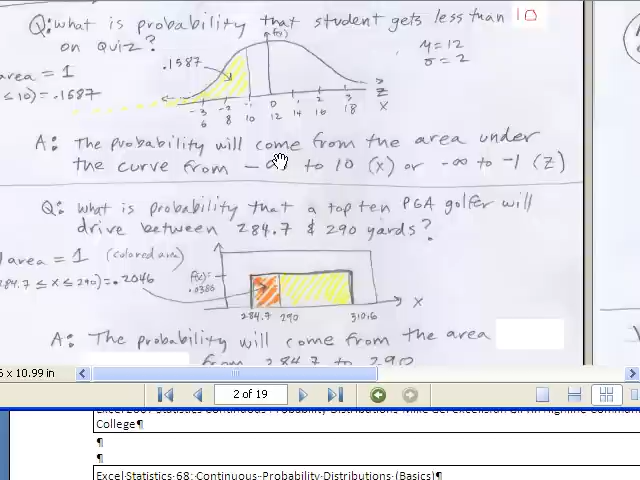 Q: what is probability that student gets less than 10
on Quiz?
f(x)
μ = 12
σ = 2
.1587
area = 1
≤ 10) = .1587
-3 -2 -1 0 1 2 3 Z
6 8 10 12 14 16 18 X
A: The probability will come from the area under
the curve from -∞ to 10 (x) or -∞ to -1 (Z)
Q: What is probability that a top ten PGA golfer will
drive between 284.7 & 290 yards?
area = 1 (colored area)
284.7 ≤ x ≤ 290) = .2046
f(x) =
.0386
X
284.7 290 310.6
A: The probability will come from the area
from 284.7 to 290
6 x 10.99 in
2 of 19
College¶
¶
¶
Excel Statistics 68: Continuous Probability Distributions (Basics)¶